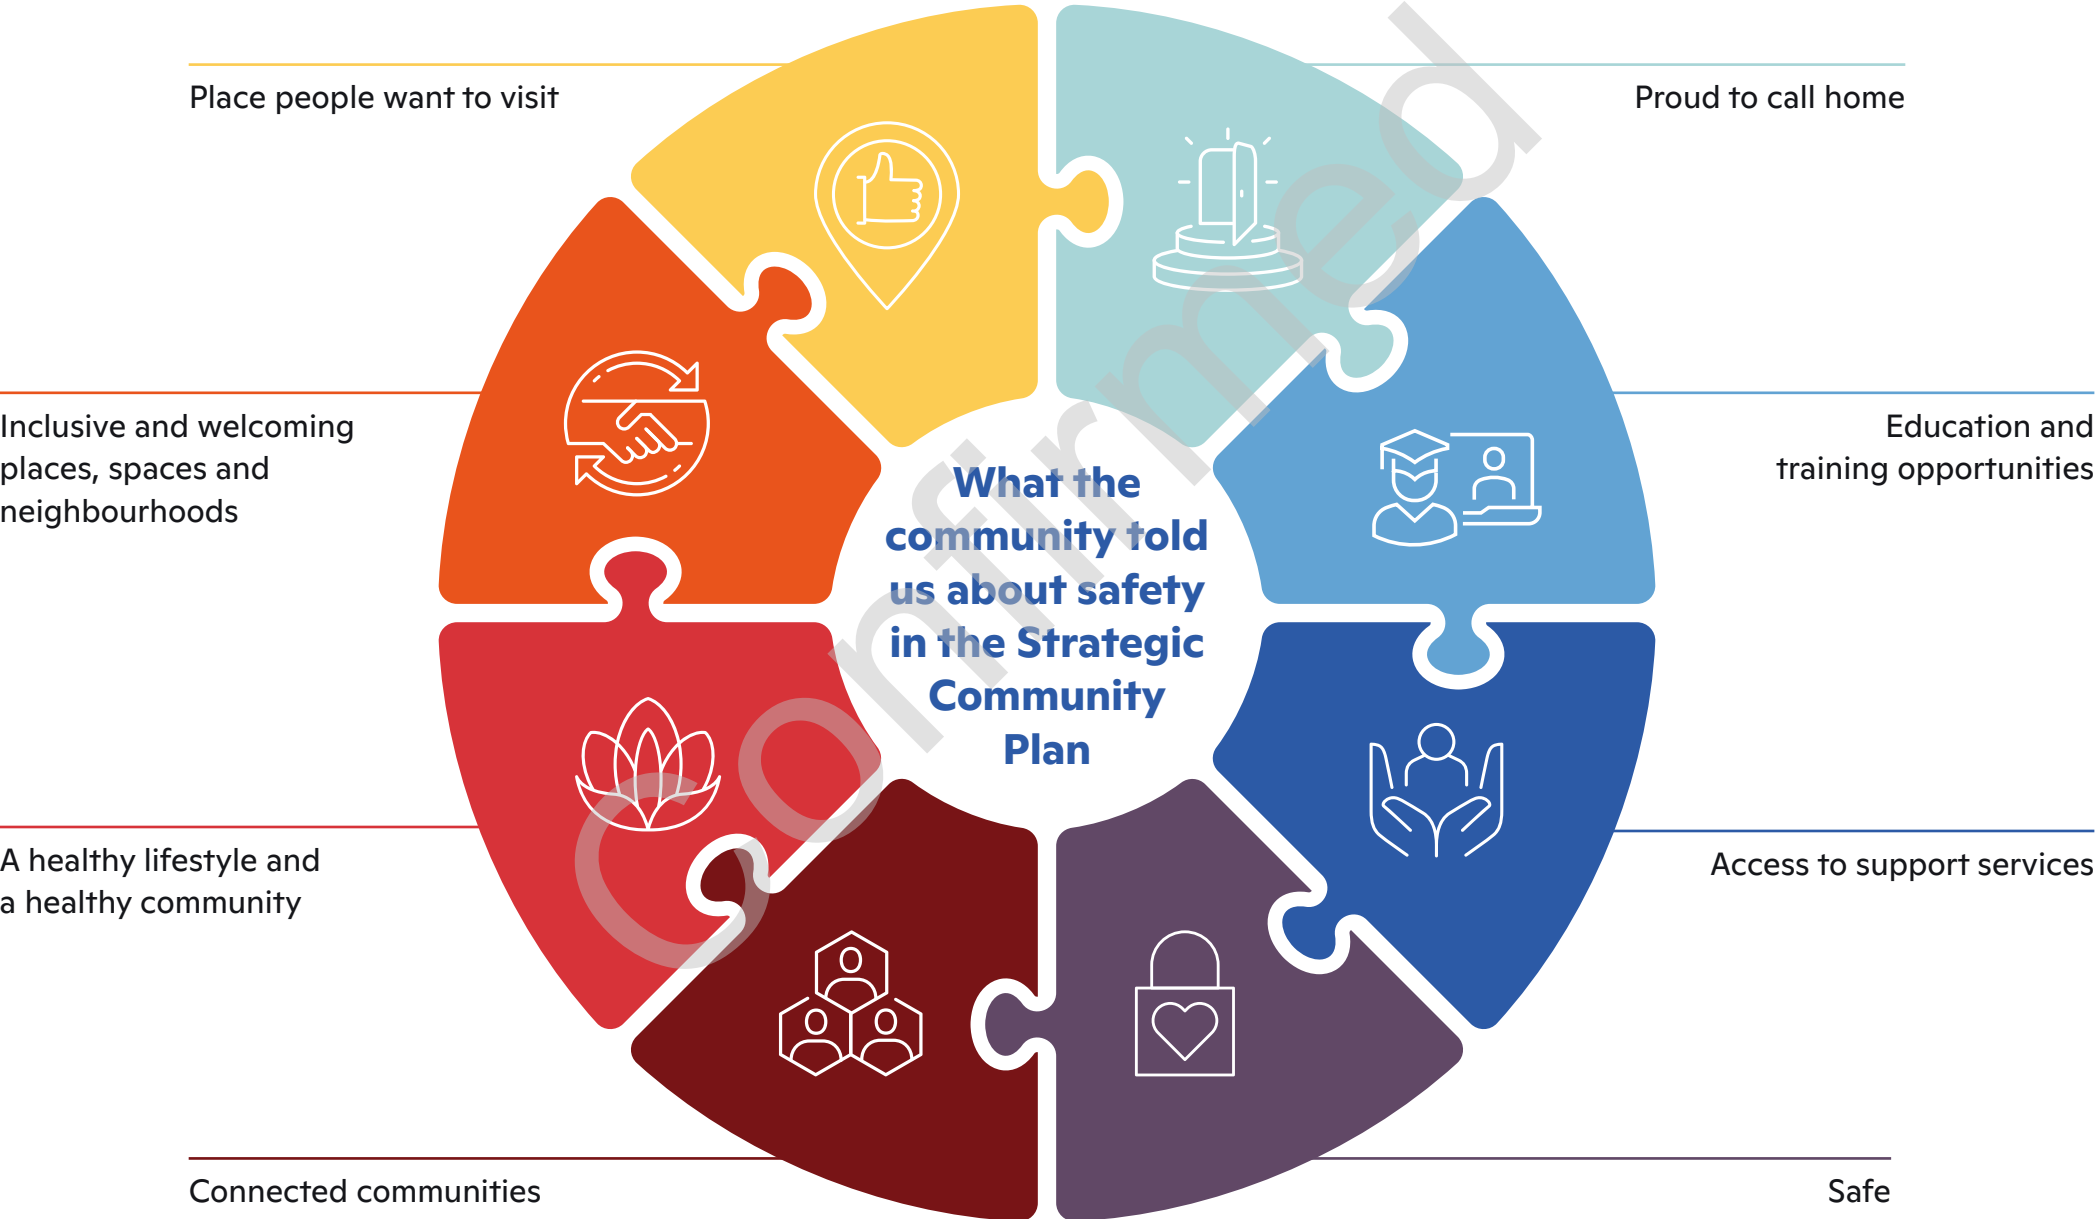 Place people want to visit
Proud to call home
Inclusive and welcoming
places, spaces and
neighbourhoods
Education and
training opportunities
What the
community told
us about safety
in the Strategic
Community
Plan
A healthy lifestyle and
a healthy community
Access to support services
Connected communities
Safe
Confirmed